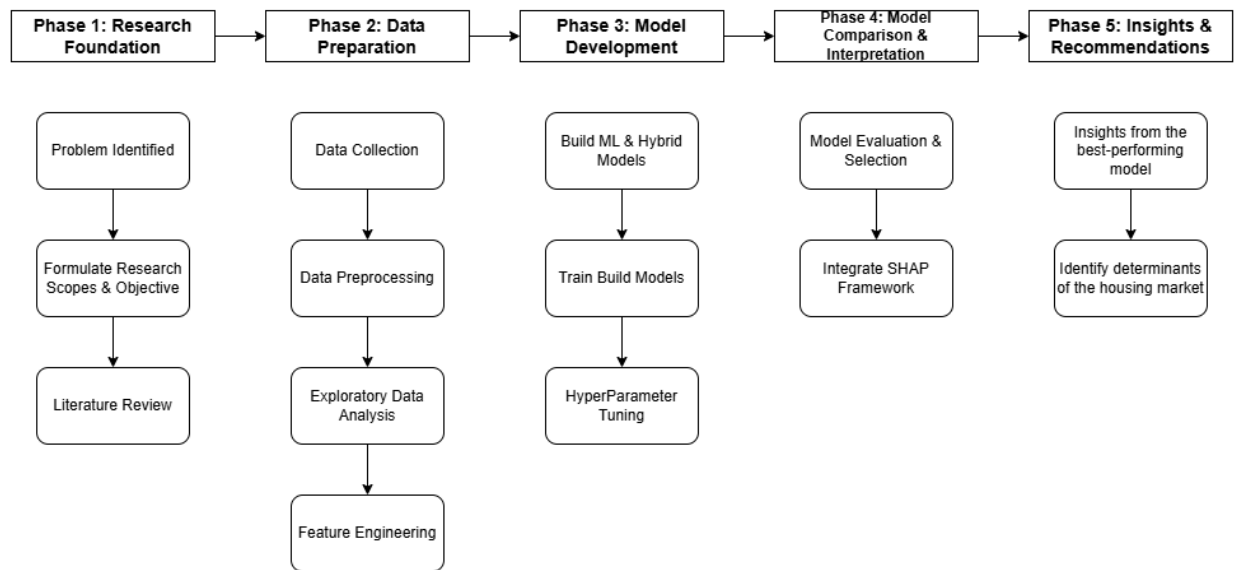 Phase 1: Research
Foundation
Phase 2: Data
Preparation
Phase 3: Model
Development
Phase 4: Model
Comparison &
Interpretation
Phase 5: Insights &
Recommendations
Problem Identified
Formulate Research
Scopes & Objective
Literature Review
Data Collection
Data Preprocessing
Exploratory Data
Analysis
Feature Engineering
Build ML & Hybrid
Models
Train Build Models
HyperParameter
Tuning
Model Evaluation &
Selection
Integrate SHAP
Framework
Insights from the
best-performing
model
Identify determinants
of the housing market